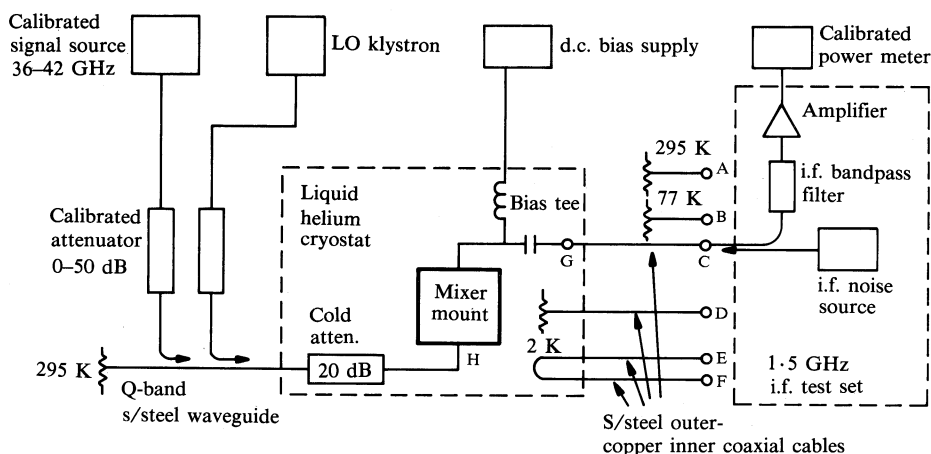 Calibrated
signal source
36–42 GHz
LO klystron
d.c. bias supply
Calibrated
power meter
Amplifier
i.f. bandpass
filter
295 K
A
77 K
B
Liquid
helium
cryostat
Bias tee
G
C
i.f. noise
source
Calibrated
attenuator
0–50 dB
Mixer
mount
Cold
atten.
20 dB
H
D
2 K
E
F
295 K
Q-band
s/steel waveguide
1·5 GHz
i.f. test set
S/steel outer-
copper inner coaxial cables